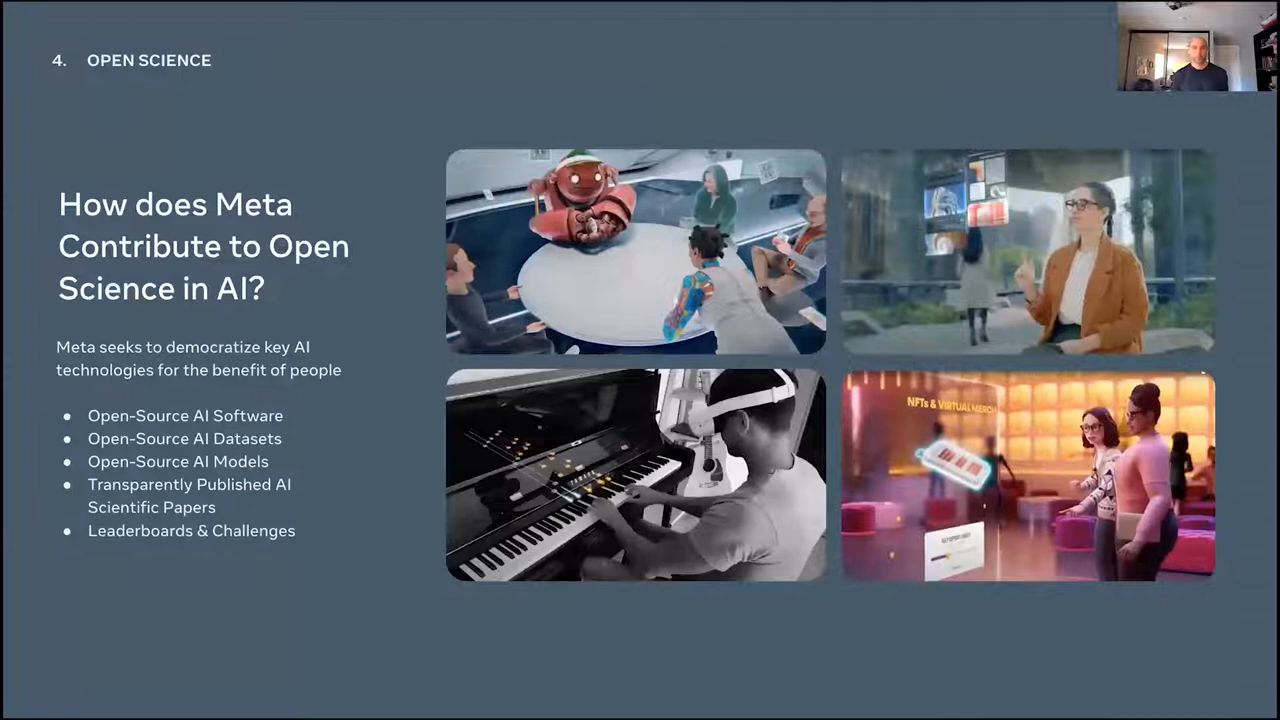 4. OPEN SCIENCE
How does Meta
Contribute to Open
Science in AI?
Meta seeks to democratize key AI
technologies for the benefit of people
● Open-Source AI Software
● Open-Source AI Datasets
● Open-Source AI Models
● Transparently Published AI
Scientific Papers
● Leaderboards & Challenges
NFTs & VIRTUAL MERCH